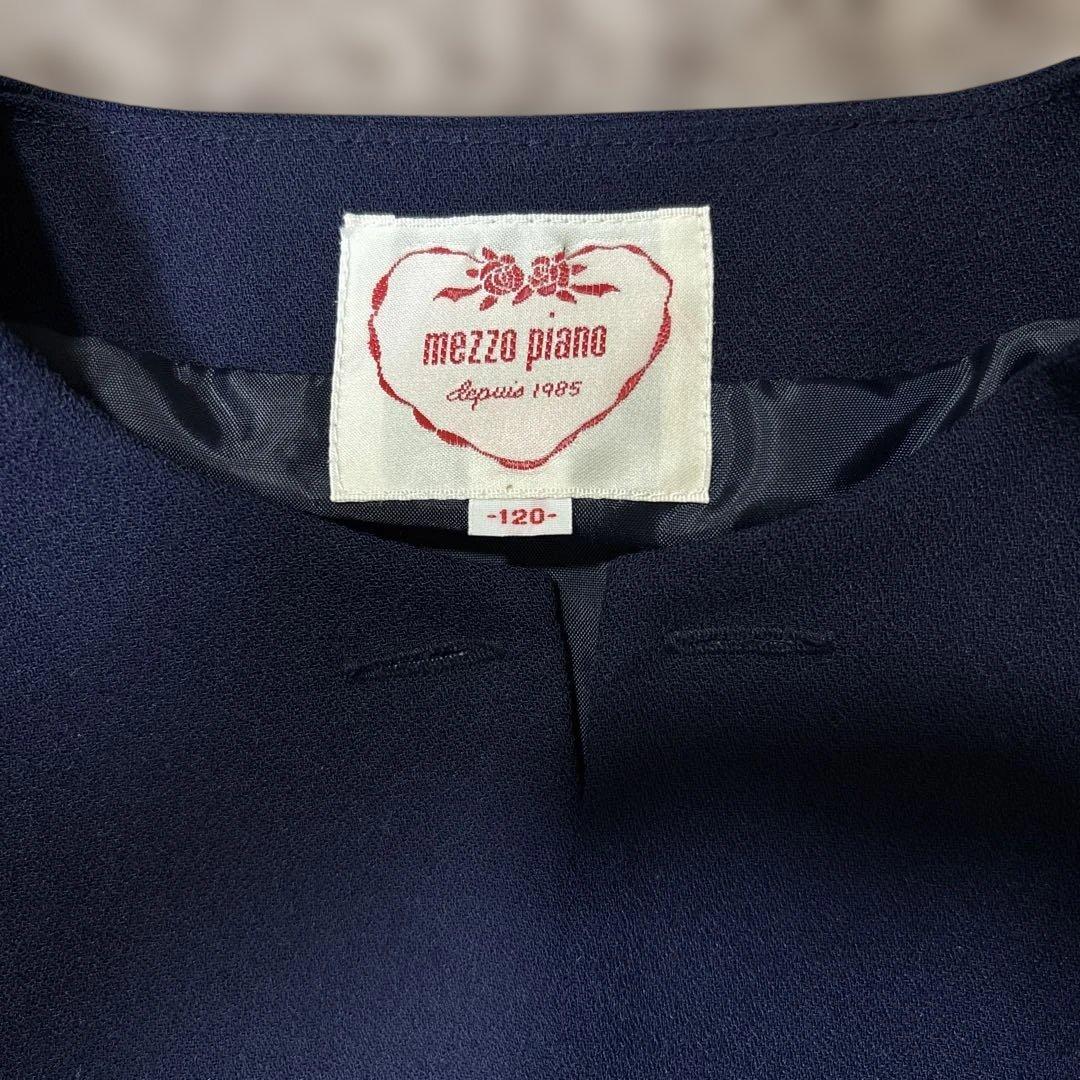 mezzo piano
depuis 1985
-120-